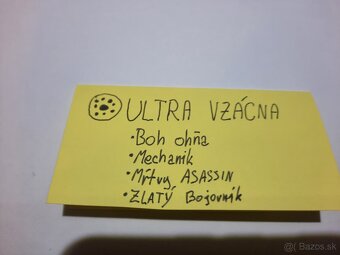 ULTRA VZÁCNA
• Boh ohňa
• Mechanik
• Mŕtvy ASASSIN
• ZLATÝ Bojovník
Bazos.sk